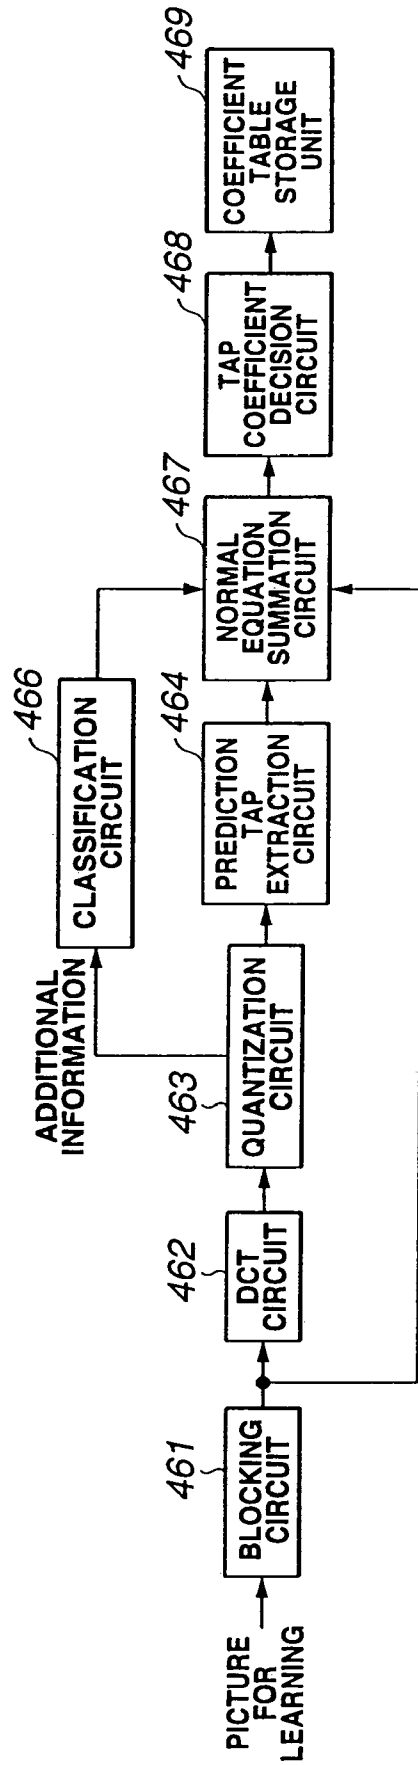 PICTURE
FOR
LEARNING
461
BLOCKING
CIRCUIT
462
DCT
CIRCUIT
463
QUANTIZATION
CIRCUIT
ADDITIONAL
INFORMATION
466
CLASSIFICATION
CIRCUIT
464
PREDICTION
TAP
EXTRACTION
CIRCUIT
467
NORMAL
EQUATION
SUMMATION
CIRCUIT
468
TAP
COEFFICIENT
DECISION
CIRCUIT
469
COEFFICIENT
TABLE
STORAGE
UNIT